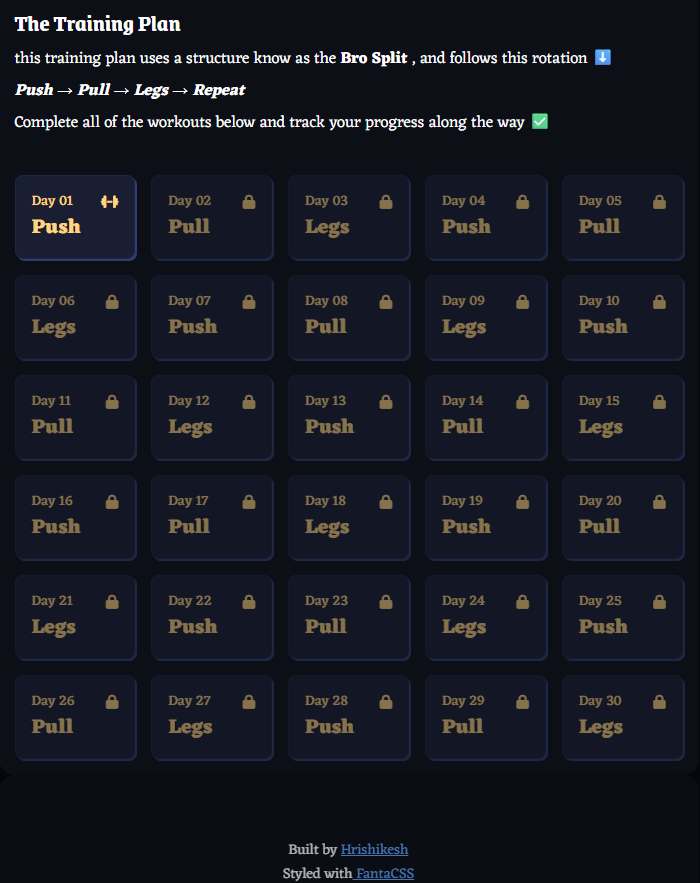 The Training Plan
this training plan uses a structure know as the Bro Split , and follows this rotation ⬇️
Push → Pull → Legs → Repeat
Complete all of the workouts below and track your progress along the way ✅
Day 01
Push
Day 02
Pull
Day 03
Legs
Day 04
Push
Day 05
Pull
Day 06
Legs
Day 07
Push
Day 08
Pull
Day 09
Legs
Day 10
Push
Day 11
Pull
Day 12
Legs
Day 13
Push
Day 14
Pull
Day 15
Legs
Day 16
Push
Day 17
Pull
Day 18
Legs
Day 19
Push
Day 20
Pull
Day 21
Legs
Day 22
Push
Day 23
Pull
Day 24
Legs
Day 25
Push
Day 26
Pull
Day 27
Legs
Day 28
Push
Day 29
Pull
Day 30
Legs
Built by Hrishikesh
Styled with FantaCSS